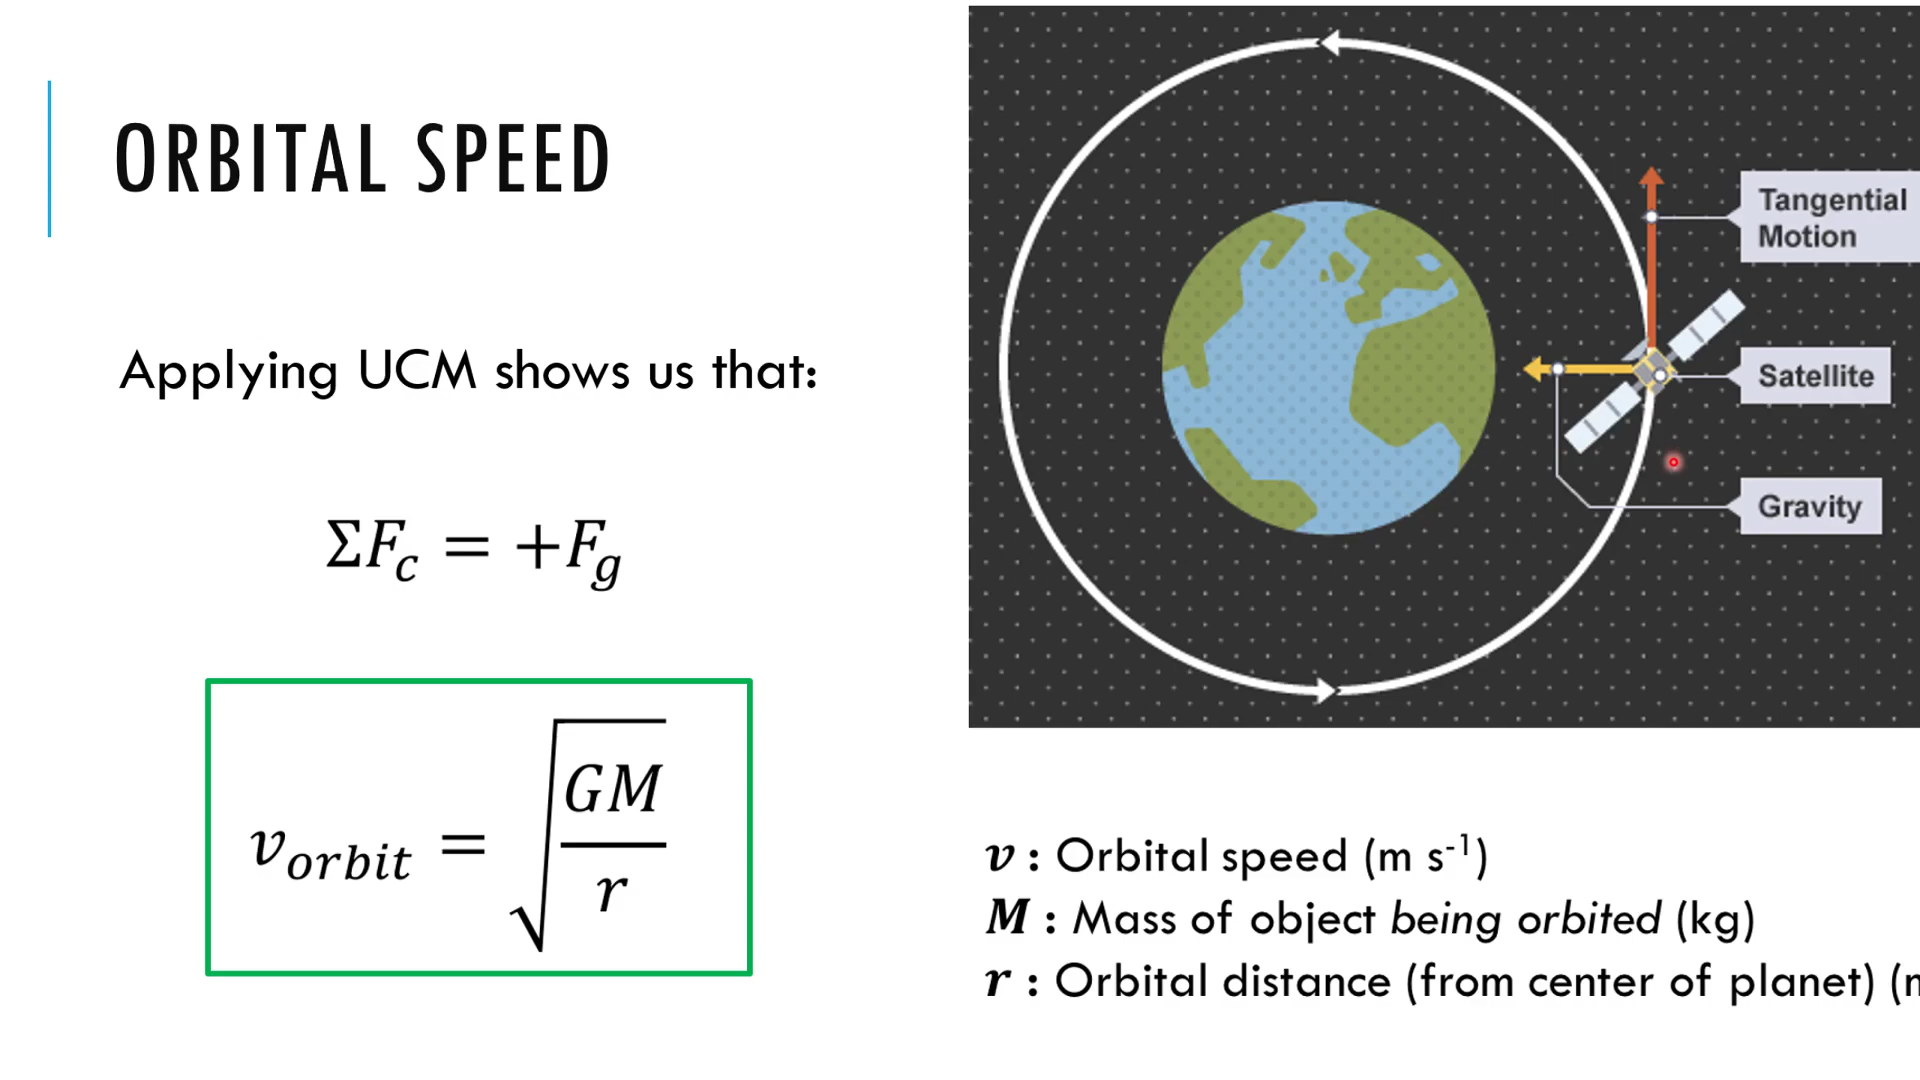 ORBITAL SPEED
Applying UCM shows us that:
ΣF_c = +F_g
v_orbit = √(GM/r)
Tangential
Motion
Satellite
Gravity
v : Orbital speed (m s⁻¹)
M : Mass of object being orbited (kg)
r : Orbital distance (from center of planet) (